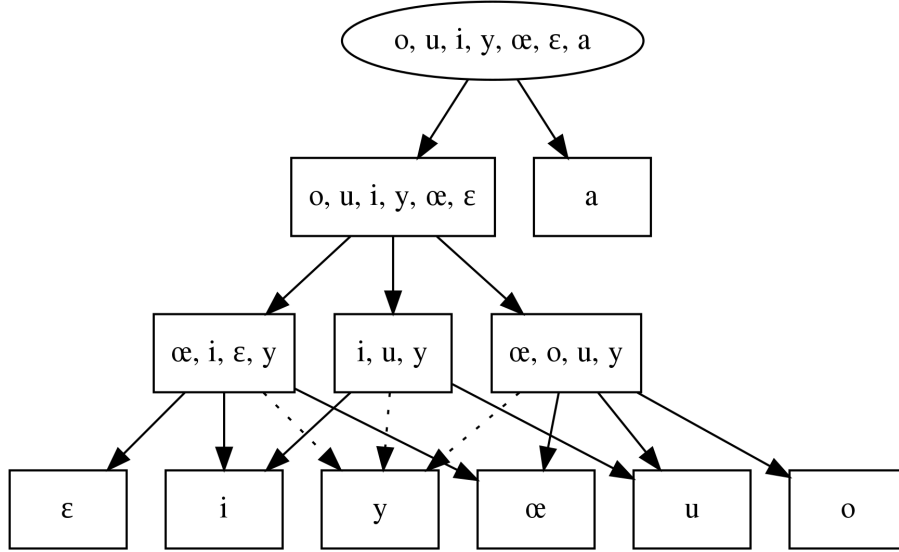 o, u, i, y, œ, ɛ, a
o, u, i, y, œ, ɛ
a
œ, i, ɛ, y
i, u, y
œ, o, u, y
ɛ
i
y
œ
u
o